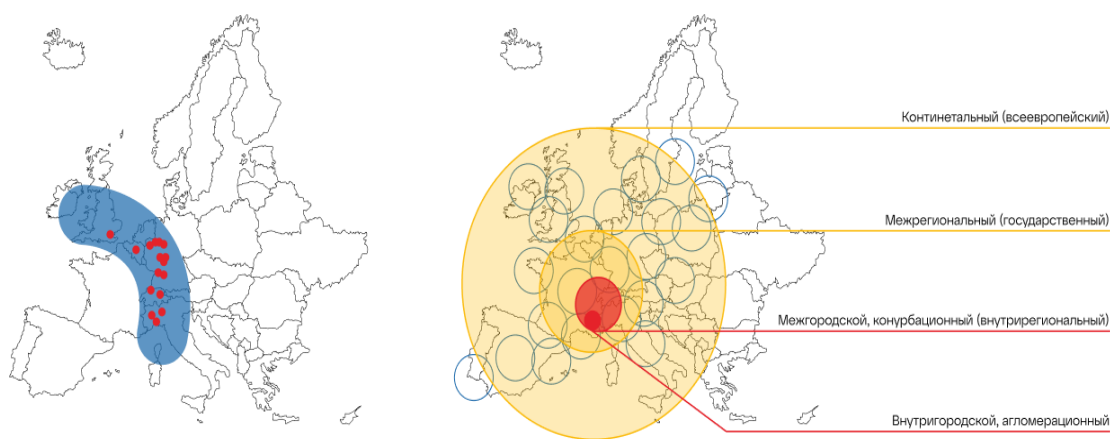 Континетальный (всеевропейский)
Межрегиональный (государственный)
Межгородской, конурбационный (внутрирегиональный)
Внутригородской, агломерационный